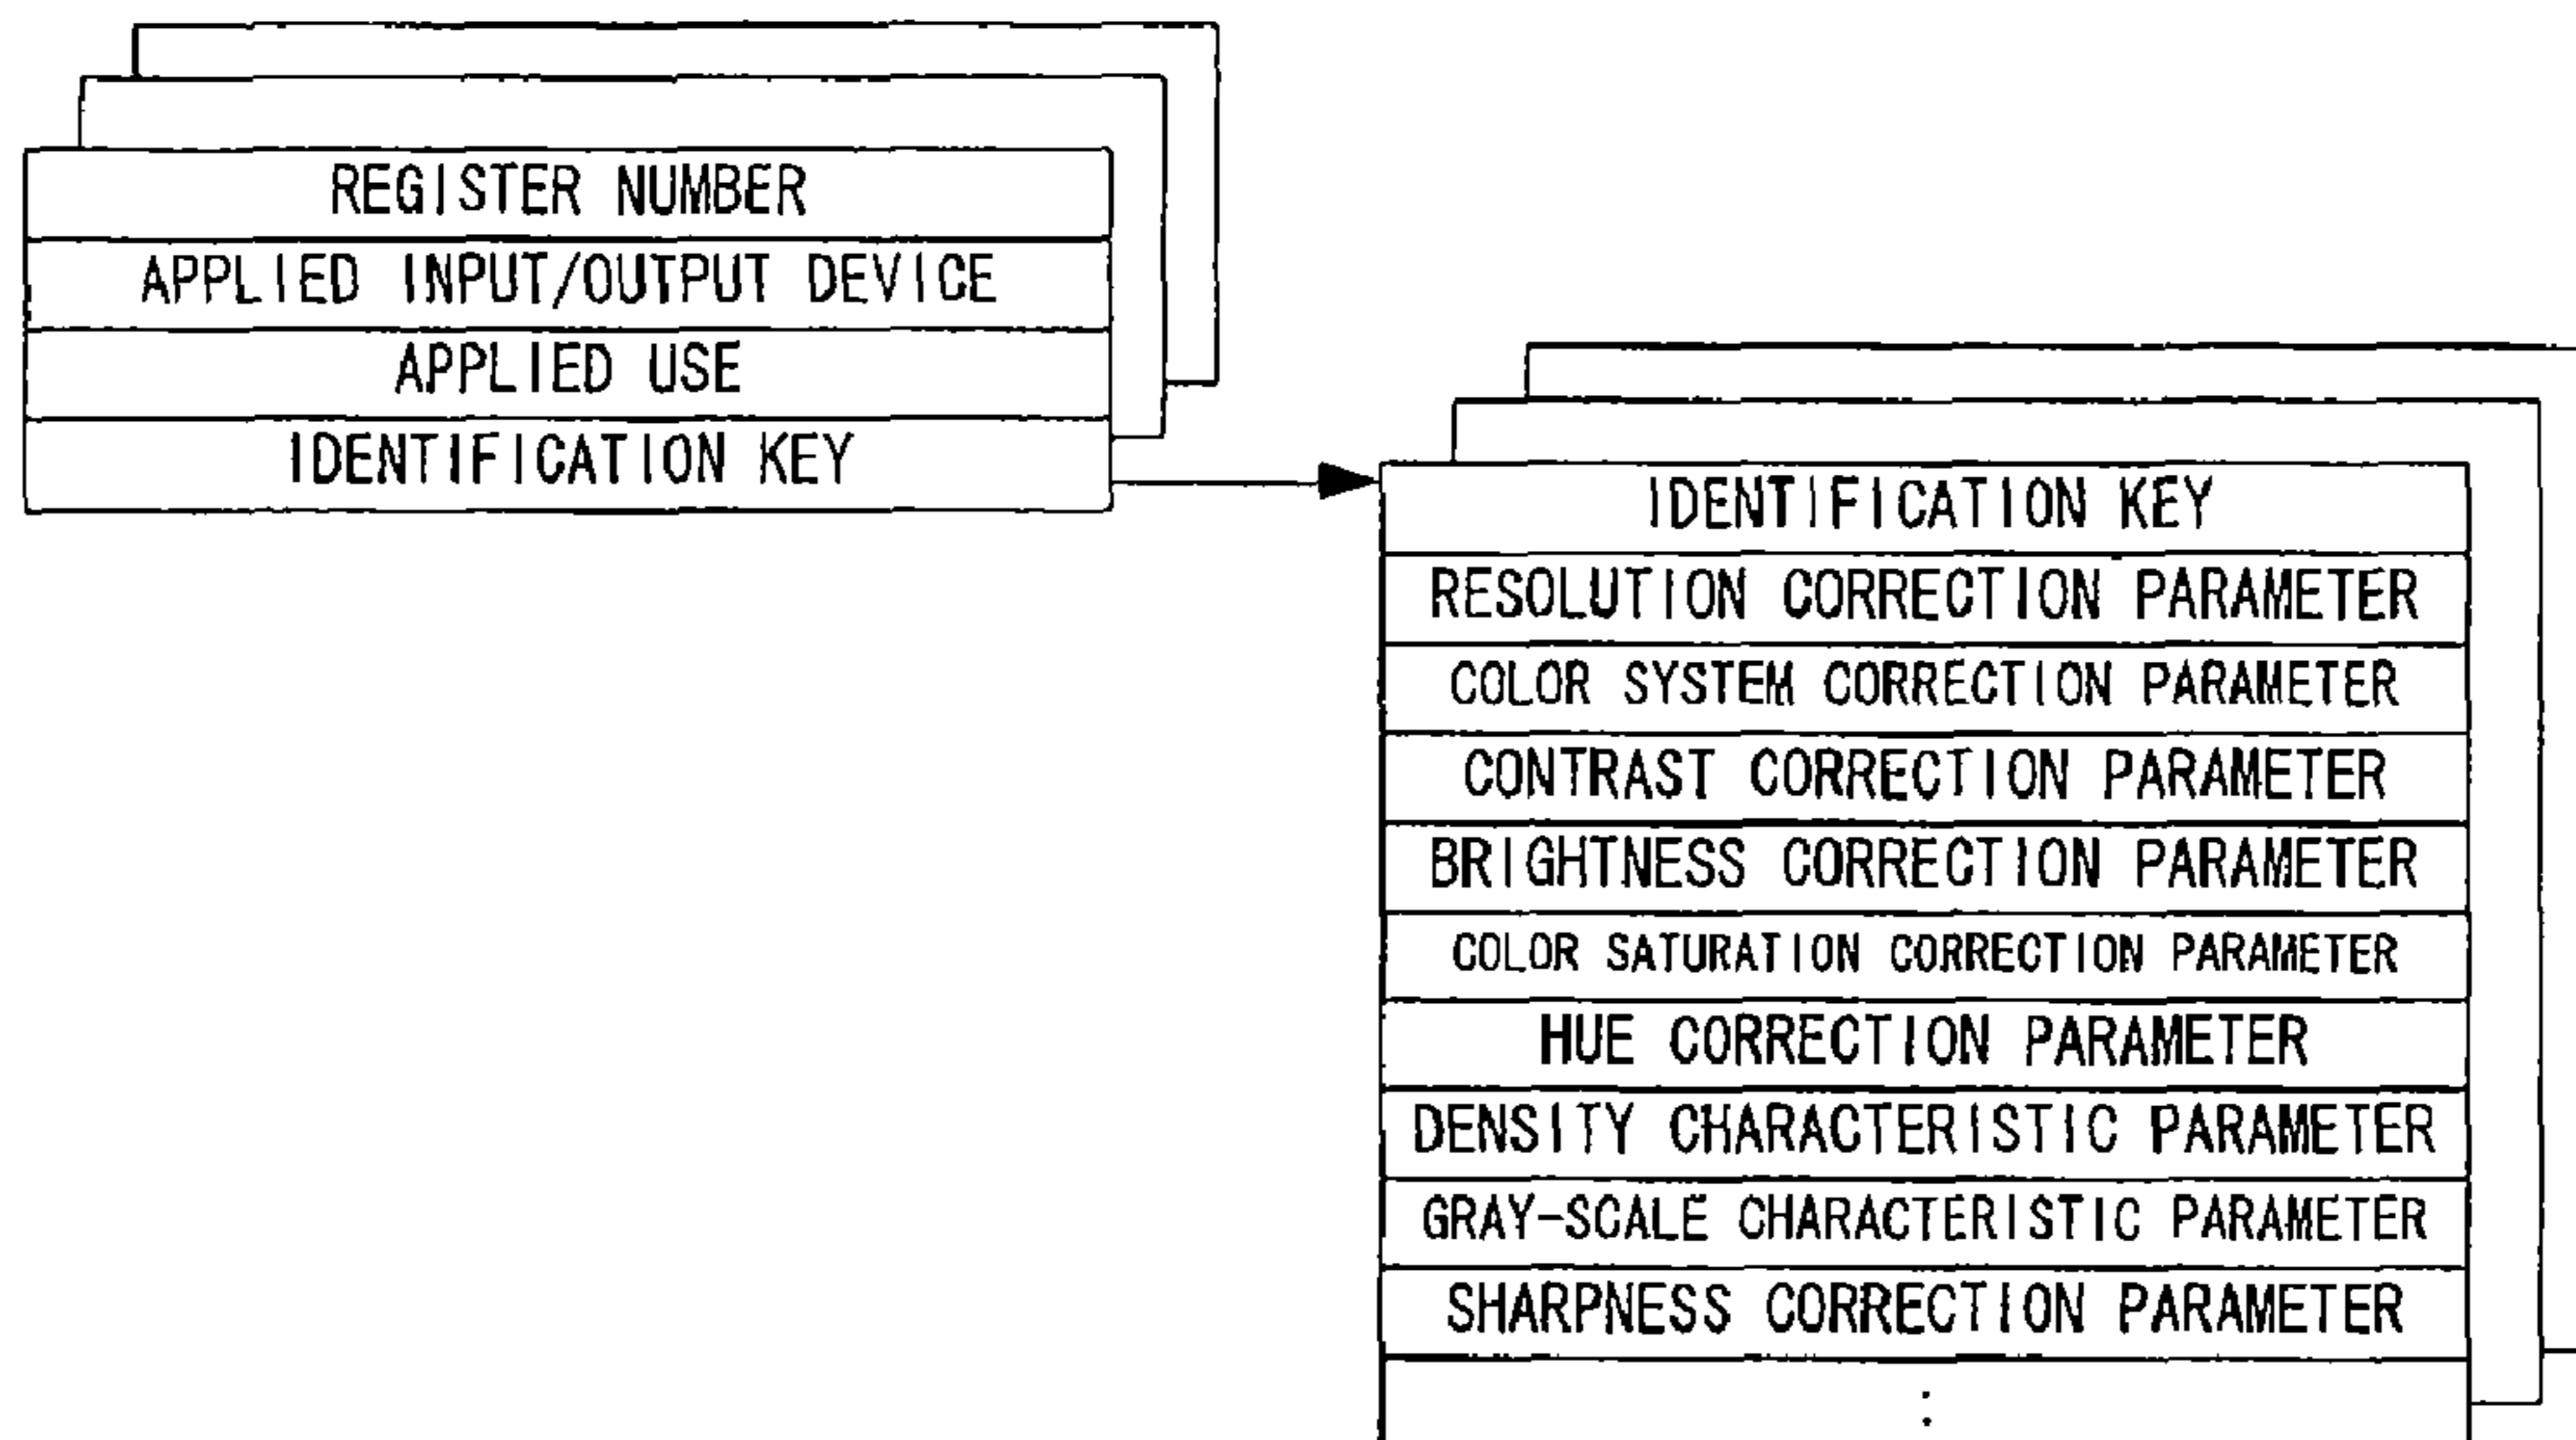 REGISTER NUMBER
APPLIED INPUT/OUTPUT DEVICE
APPLIED USE
IDENTIFICATION KEY
IDENTIFICATION KEY
RESOLUTION CORRECTION PARAMETER
COLOR SYSTEM CORRECTION PARAMETER
CONTRAST CORRECTION PARAMETER
BRIGHTNESS CORRECTION PARAMETER
COLOR SATURATION CORRECTION PARAMETER
HUE CORRECTION PARAMETER
DENSITY CHARACTERISTIC PARAMETER
GRAY-SCALE CHARACTERISTIC PARAMETER
SHARPNESS CORRECTION PARAMETER
: